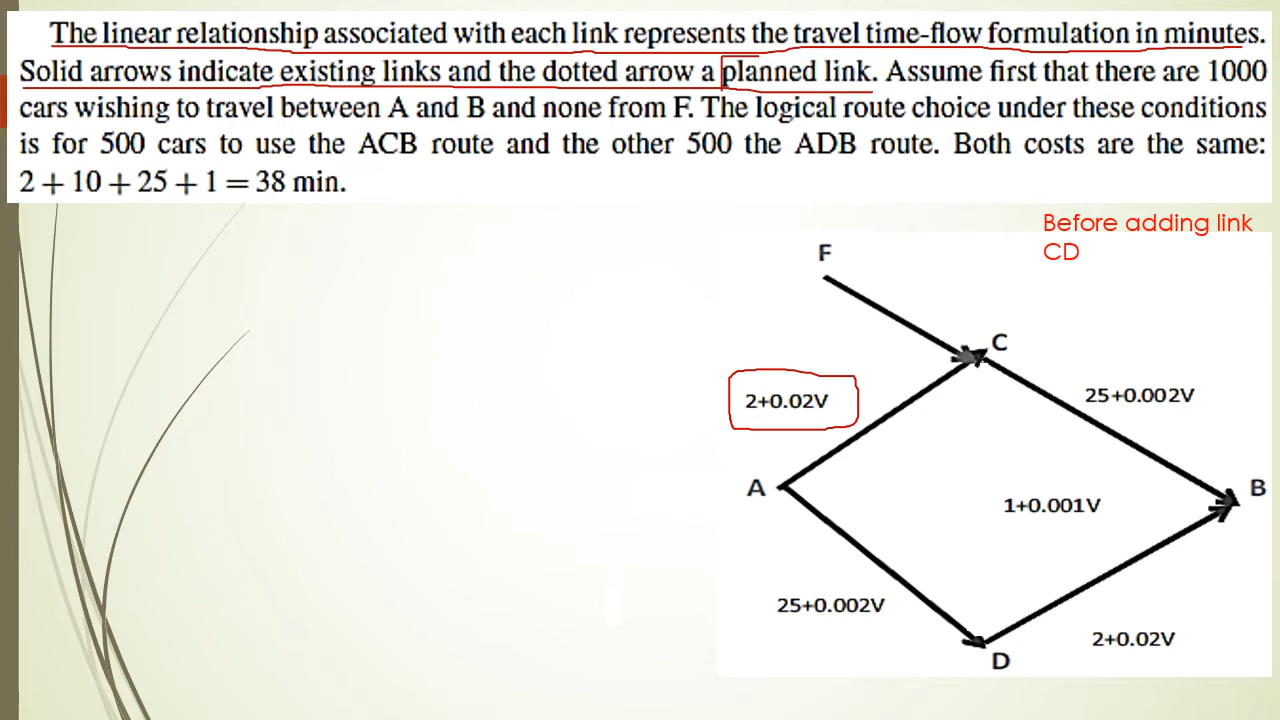 The linear relationship associated with each link represents the travel time-flow formulation in minutes.
Solid arrows indicate existing links and the dotted arrow a planned link. Assume first that there are 1000
cars wishing to travel between A and B and none from F. The logical route choice under these conditions
is for 500 cars to use the ACB route and the other 500 the ADB route. Both costs are the same:
2 + 10 + 25 + 1 = 38 min.
Before adding link
CD
F
C
2+0.02V
25+0.002V
A
B
1+0.001V
25+0.002V
2+0.02V
D